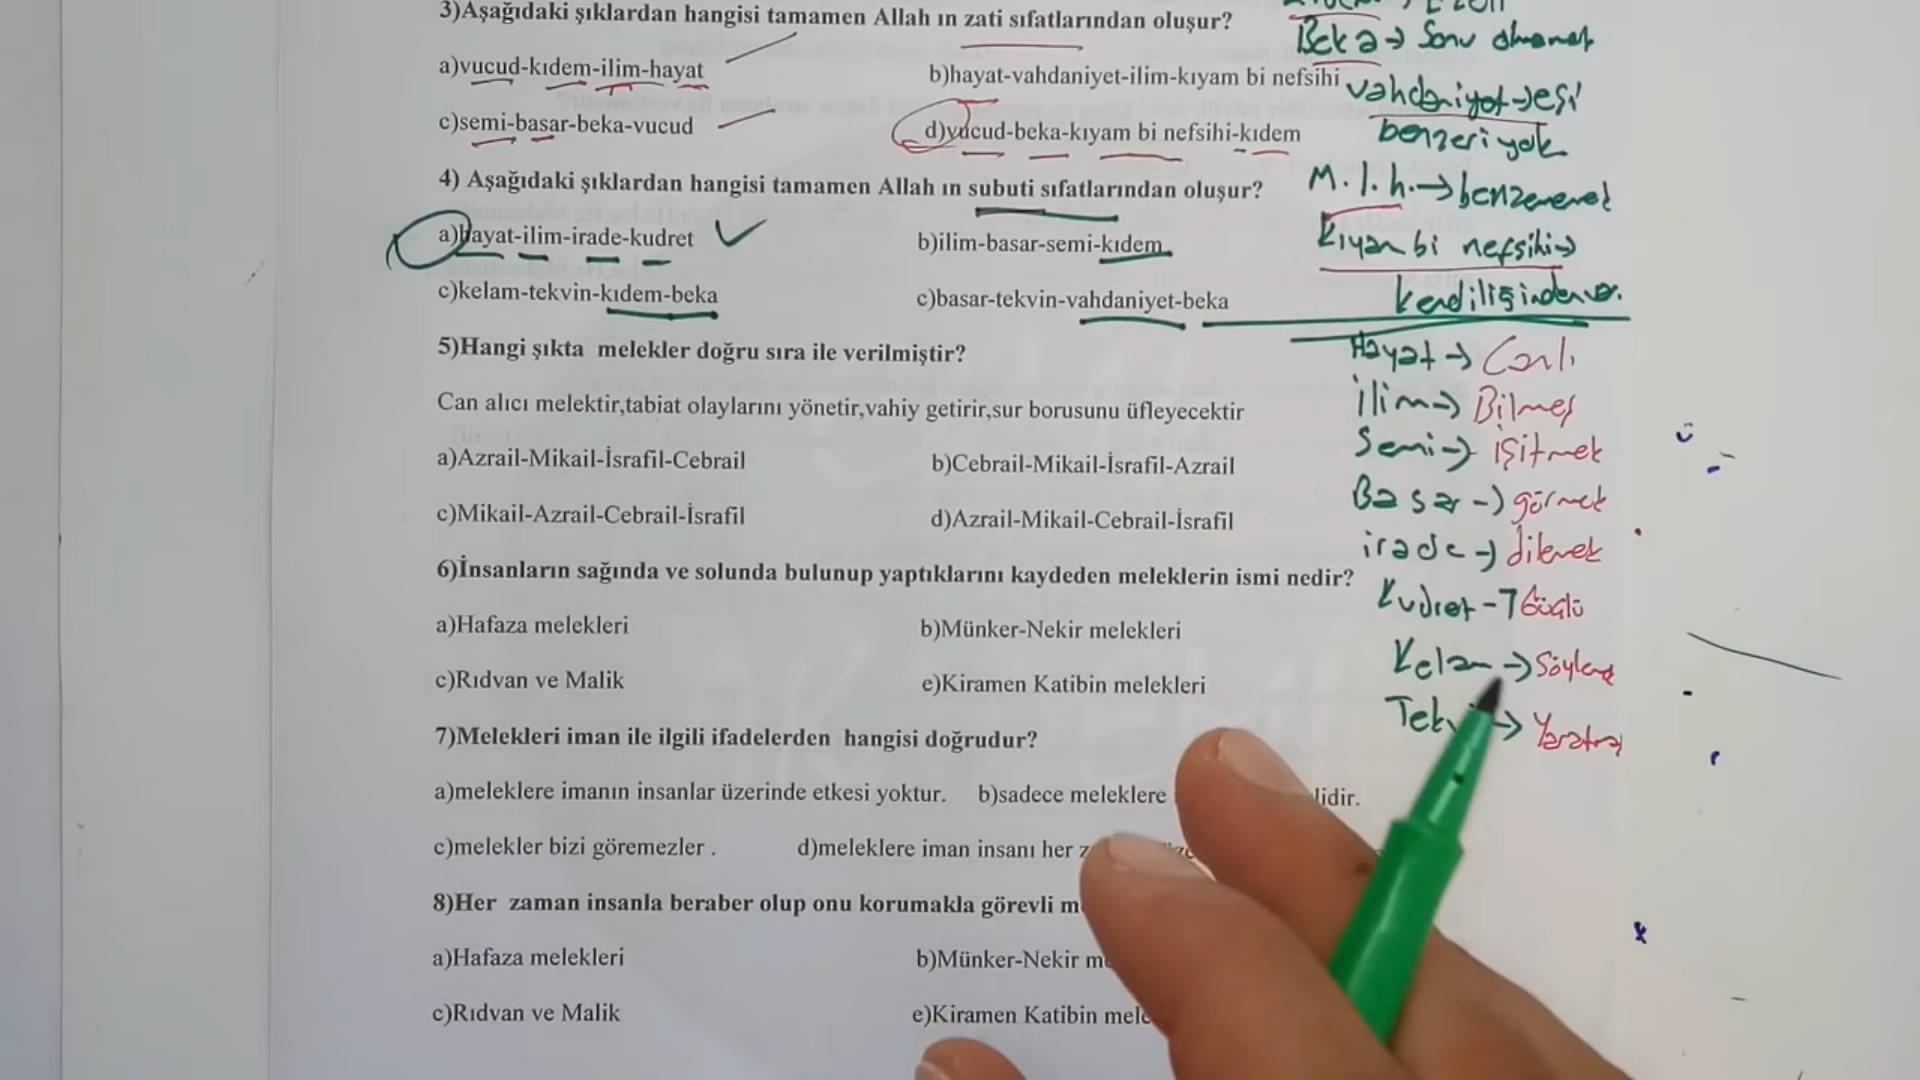 3)Aşağıdaki şıklardan hangisi tamamen Allah ın zati sıfatlarından oluşur?
a)vucud-kıdem-ilim-hayat
b)hayat-vahdaniyet-ilim-kıyam bi nefsihi
c)semi-basar-beka-vucud
d)vucud-beka-kıyam bi nefsihi-kıdem
4) Aşağıdaki şıklardan hangisi tamamen Allah ın subuti sıfatlarından oluşur?
a)hayat-ilim-irade-kudret
b)ilim-basar-semi-kıdem
c)kelam-tekvin-kıdem-beka
c)basar-tekvin-vahdaniyet-beka
5)Hangi şıkta melekler doğru sıra ile verilmiştir?
Can alıcı melektir,tabiat olaylarını yönetir,vahiy getirir,sur borusunu üfleyecektir
a)Azrail-Mikail-İsrafil-Cebrail
b)Cebrail-Mikail-İsrafil-Azrail
c)Mikail-Azrail-Cebrail-İsrafil
d)Azrail-Mikail-Cebrail-İsrafil
6)İnsanların sağında ve solunda bulunup yaptıklarını kaydeden meleklerin ismi nedir?
a)Hafaza melekleri
b)Münker-Nekir melekleri
c)Rıdvan ve Malik
e)Kiramen Katibin melekleri
7)Melekleri iman ile ilgili ifadelerden hangisi doğrudur?
a)meleklere imanın insanlar üzerinde etkesi yoktur.
b)sadece meleklere lidir.
c)melekler bizi göremezler .
d)meleklere iman insanı her
8)Her zaman insanla beraber olup onu korumakla görevli
a)Hafaza melekleri
b)Münker-Nekir
c)Rıdvan ve Malik
e)Kiramen Katibin
Beka → Sonu olmamak
vahdaniyet → eşi
benzeri yok
M.l.h. → benzememek
Kıyam bi nefsihi →
kendiliğinden
Hayat → Canlı
ilim → Bilmek
Semi → işitmek
Basar → görmek
irade → dilemek
Kudret → Güçlü
Kelam →
→ Yaratma